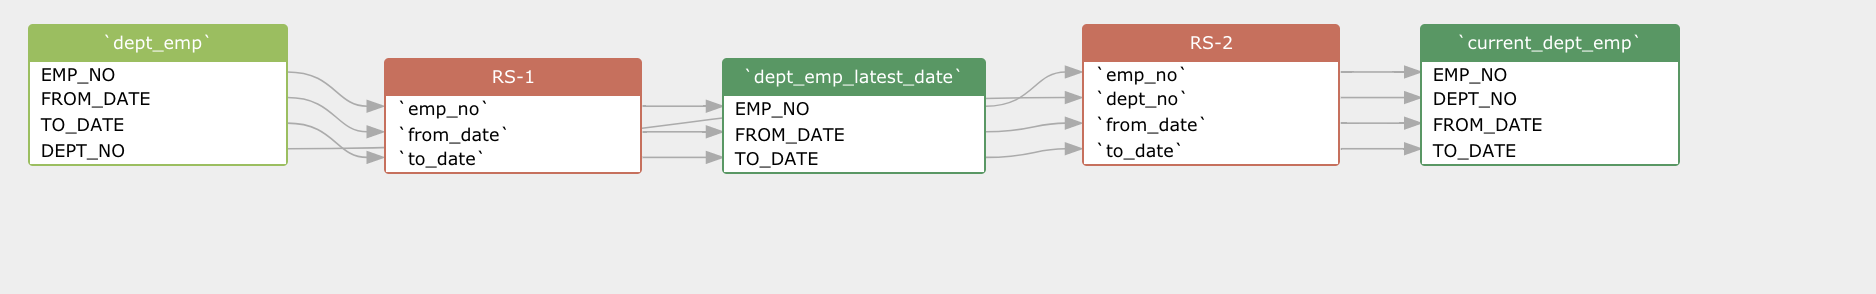 `dept_emp`
EMP_NO
FROM_DATE
TO_DATE
DEPT_NO
RS-1
`emp_no`
`from_date`
`to_date`
`dept_emp_latest_date`
EMP_NO
FROM_DATE
TO_DATE
RS-2
`emp_no`
`dept_no`
`from_date`
`to_date`
`current_dept_emp`
EMP_NO
DEPT_NO
FROM_DATE
TO_DATE